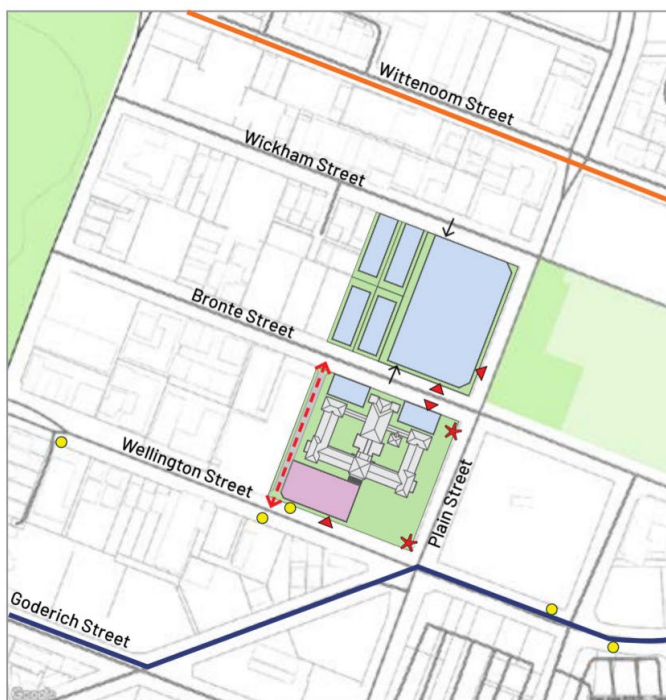 Wittenoom Street
Wickham Street
Bronte Street
Wellington Street
Plain Street
Goderich Street
Google